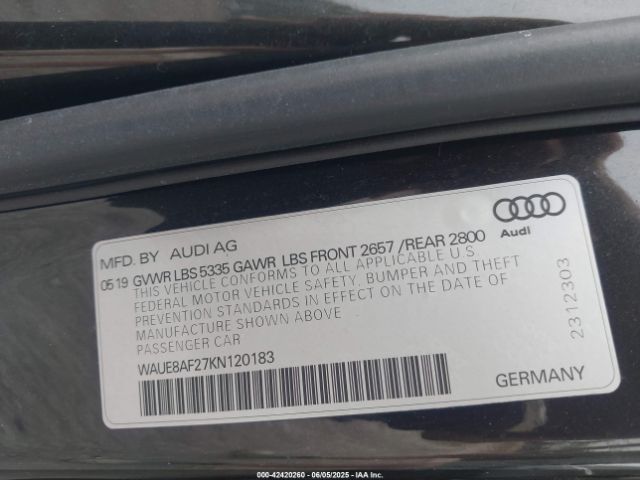 Audi
MFD. BY AUDI AG
0519 GVWR LBS 5335 GAWR LBS FRONT 2657 /REAR 2800
THIS VEHICLE CONFORMS TO ALL APPLICABLE U.S.
FEDERAL MOTOR VEHICLE SAFETY, BUMPER AND THEFT
PREVENTION STANDARDS IN EFFECT ON THE DATE OF
MANUFACTURE SHOWN ABOVE
PASSENGER CAR
WAUE8AF27KN120183
2312303
GERMANY
000-42420260 - 06/05/2025 - IAA Inc.